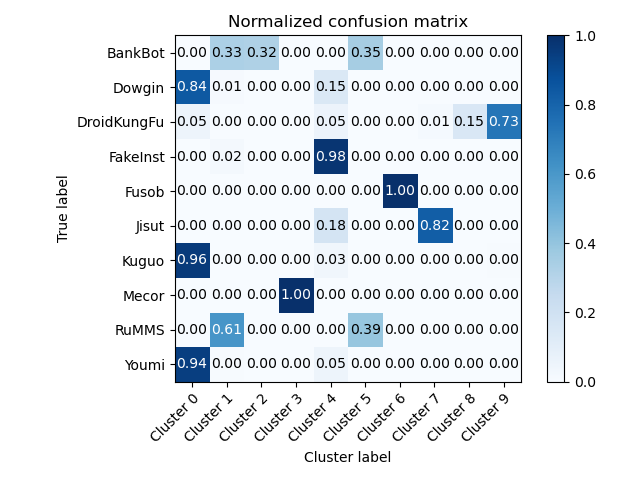 Normalized confusion matrix
BankBot 0.00 0.33 0.32 0.00 0.00 0.35 0.00 0.00 0.00 0.00
Dowgin 0.84 0.01 0.00 0.00 0.15 0.00 0.00 0.00 0.00 0.00
DroidKungFu 0.05 0.00 0.00 0.00 0.05 0.00 0.00 0.01 0.15 0.73
FakeInst 0.00 0.02 0.00 0.00 0.98 0.00 0.00 0.00 0.00 0.00
Fusob 0.00 0.00 0.00 0.00 0.00 0.00 1.00 0.00 0.00 0.00
Jisut 0.00 0.00 0.00 0.00 0.18 0.00 0.00 0.82 0.00 0.00
Kuguo 0.96 0.00 0.00 0.00 0.03 0.00 0.00 0.00 0.00 0.00
Mecor 0.00 0.00 0.00 1.00 0.00 0.00 0.00 0.00 0.00 0.00
RuMMS 0.00 0.61 0.00 0.00 0.00 0.39 0.00 0.00 0.00 0.00
Youmi 0.94 0.00 0.00 0.00 0.05 0.00 0.00 0.00 0.00 0.00
Cluster 0 Cluster 1 Cluster 2 Cluster 3 Cluster 4 Cluster 5 Cluster 6 Cluster 7 Cluster 8 Cluster 9
Cluster label
True label
1.0
0.8
0.6
0.4
0.2
0.0